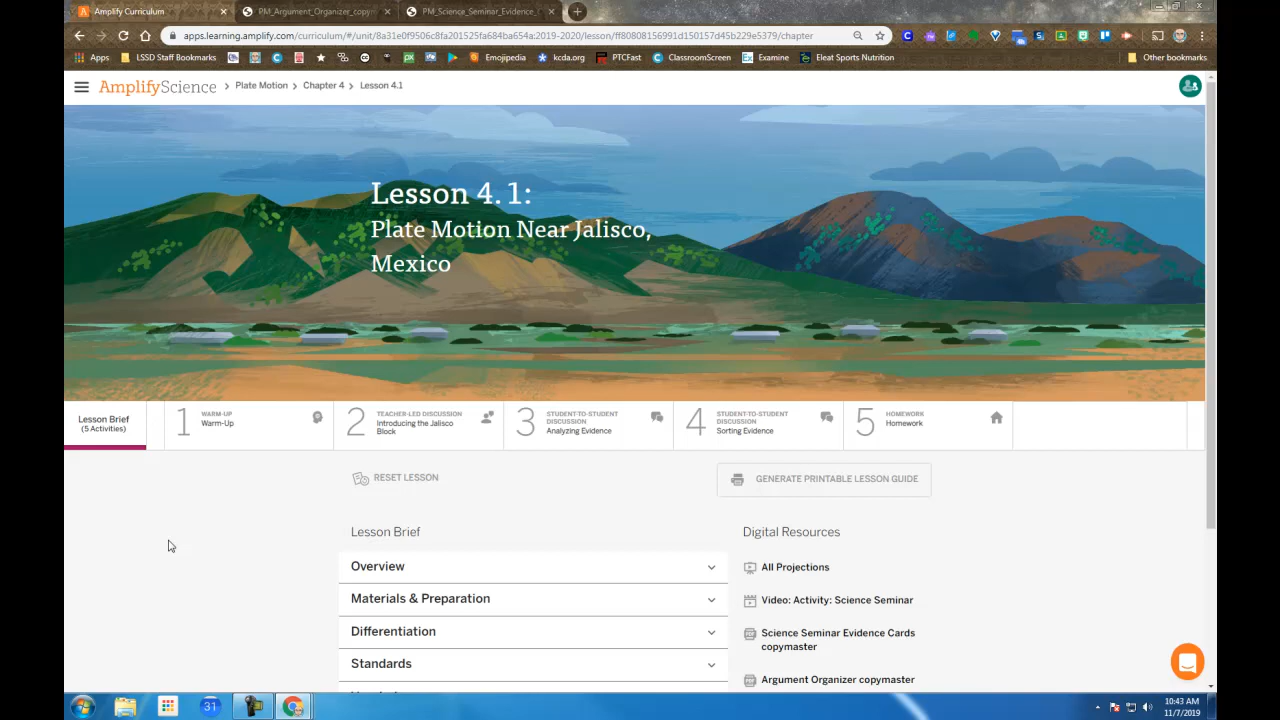 Amplify Curriculum
PM_Argument_Organizer_copy
PM_Science_Seminar_Evidence_C
apps.learning.amplify.com/curriculum/#/unit/8a31e0f9506c8fa201525fa684ba654a:2019-2020/lesson/ff80808156991d150157d45b229e5379/chapter
Apps
LSSD Staff Bookmarks
Emojipedia
kcda.org
PTCFast
ClassroomScreen
Ex Examine
Eleat Sports Nutrition
Other bookmarks
AmplifyScience > Plate Motion > Chapter 4 > Lesson 4.1
Lesson 4.1:
Plate Motion Near Jalisco,
Mexico
Lesson Brief
(5 Activities)
1
WARM-UP
Warm-Up
2
TEACHER-LED DISCUSSION
Introducing the Jalisco
Block
3
STUDENT-TO-STUDENT
DISCUSSION
Analyzing Evidence
4
STUDENT-TO-STUDENT
DISCUSSION
Sorting Evidence
5
HOMEWORK
Homework
RESET LESSON
GENERATE PRINTABLE LESSON GUIDE
Lesson Brief
Overview
Materials & Preparation
Differentiation
Standards
Digital Resources
All Projections
Video: Activity: Science Seminar
Science Seminar Evidence Cards
copymaster
Argument Organizer copymaster
31
10:43 AM
11/7/2019